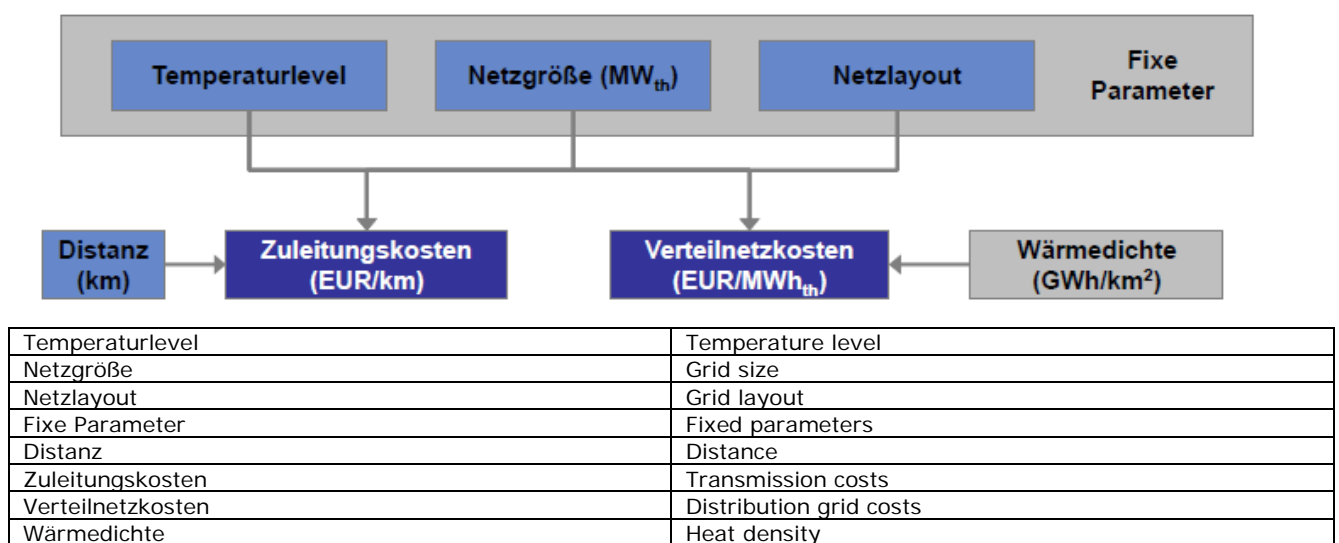 Temperaturlevel
Netzgröße (MWth)
Netzlayout
Fixe
Parameter
Distanz
(km)
Zuleitungskosten
(EUR/km)
Verteilnetzkosten
(EUR/MWhth)
Wärmedichte
(GWh/km²)
Temperaturlevel Temperature level
Netzgröße Grid size
Netzlayout Grid layout
Fixe Parameter Fixed parameters
Distanz Distance
Zuleitungskosten Transmission costs
Verteilnetzkosten Distribution grid costs
Wärmedichte Heat density